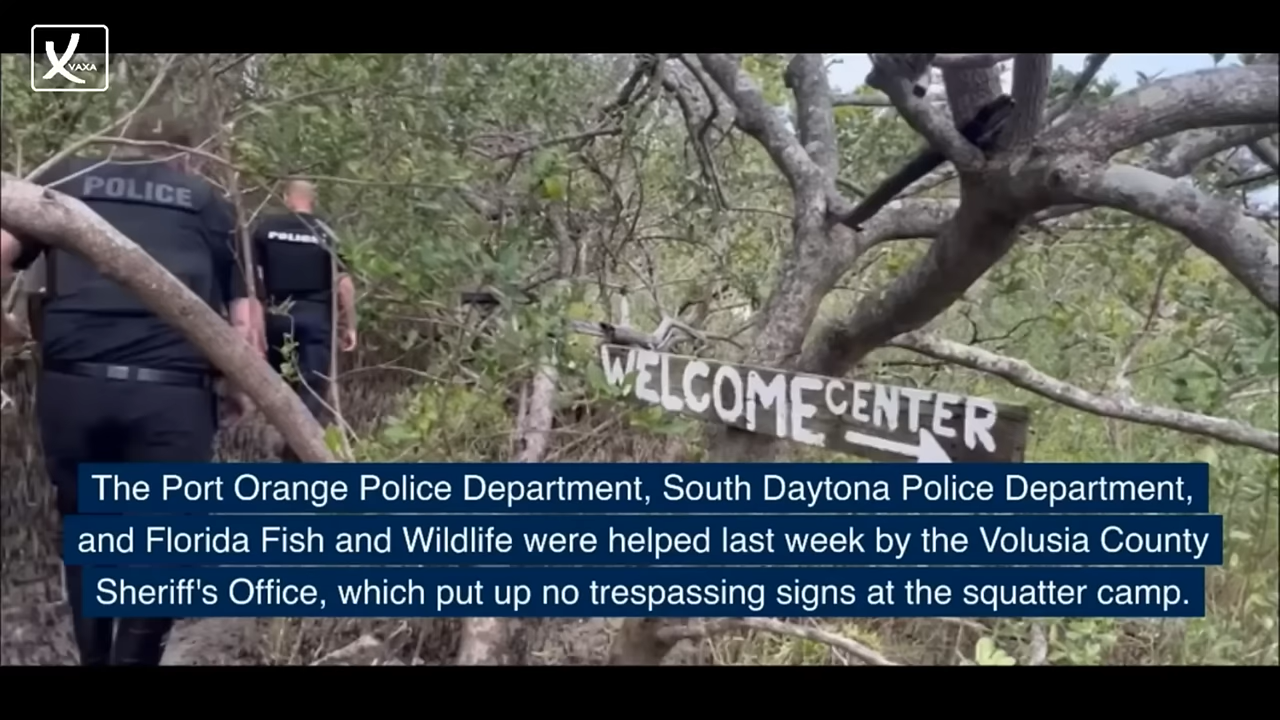 VAXA
POLICE
POLICE
WELCOME CENTER
The Port Orange Police Department, South Daytona Police Department,
and Florida Fish and Wildlife were helped last week by the Volusia County
Sheriff's Office, which put up no trespassing signs at the squatter camp.